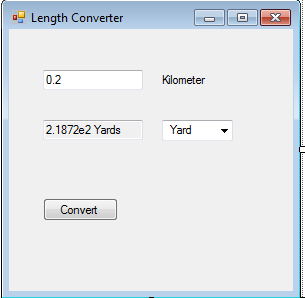 Length Converter
0.2 Kilometer
2.1872e2 Yards Yard
Convert